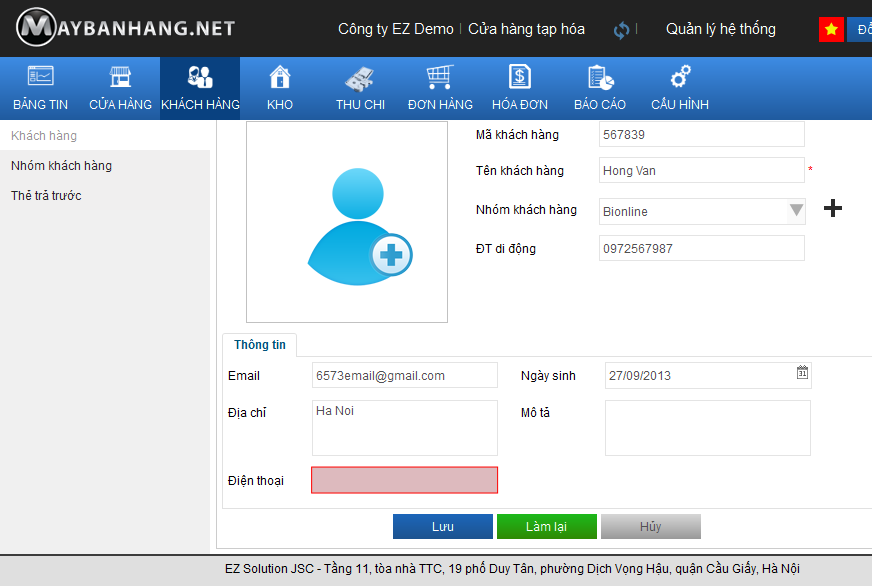 MAYBANHANG.NET
Công ty EZ Demo | Cửa hàng tạp hóa | Quản lý hệ thống
BẢNG TIN CỬA HÀNG KHÁCH HÀNG KHO THU CHI ĐƠN HÀNG HÓA ĐƠN BÁO CÁO CẤU HÌNH
Khách hàng
Nhóm khách hàng
Thẻ trả trước
Mã khách hàng 567839
Tên khách hàng Hong Van *
Nhóm khách hàng Bionline
ĐT di động 0972567987
Thông tin
Email 6573email@gmail.com Ngày sinh 27/09/2013 31
Địa chỉ Ha Noi Mô tả
Điện thoại
Lưu Làm lại Hủy
EZ Solution JSC - Tầng 11, tòa nhà TTC, 19 phố Duy Tân, phường Dịch Vọng Hậu, quận Cầu Giấy, Hà Nội